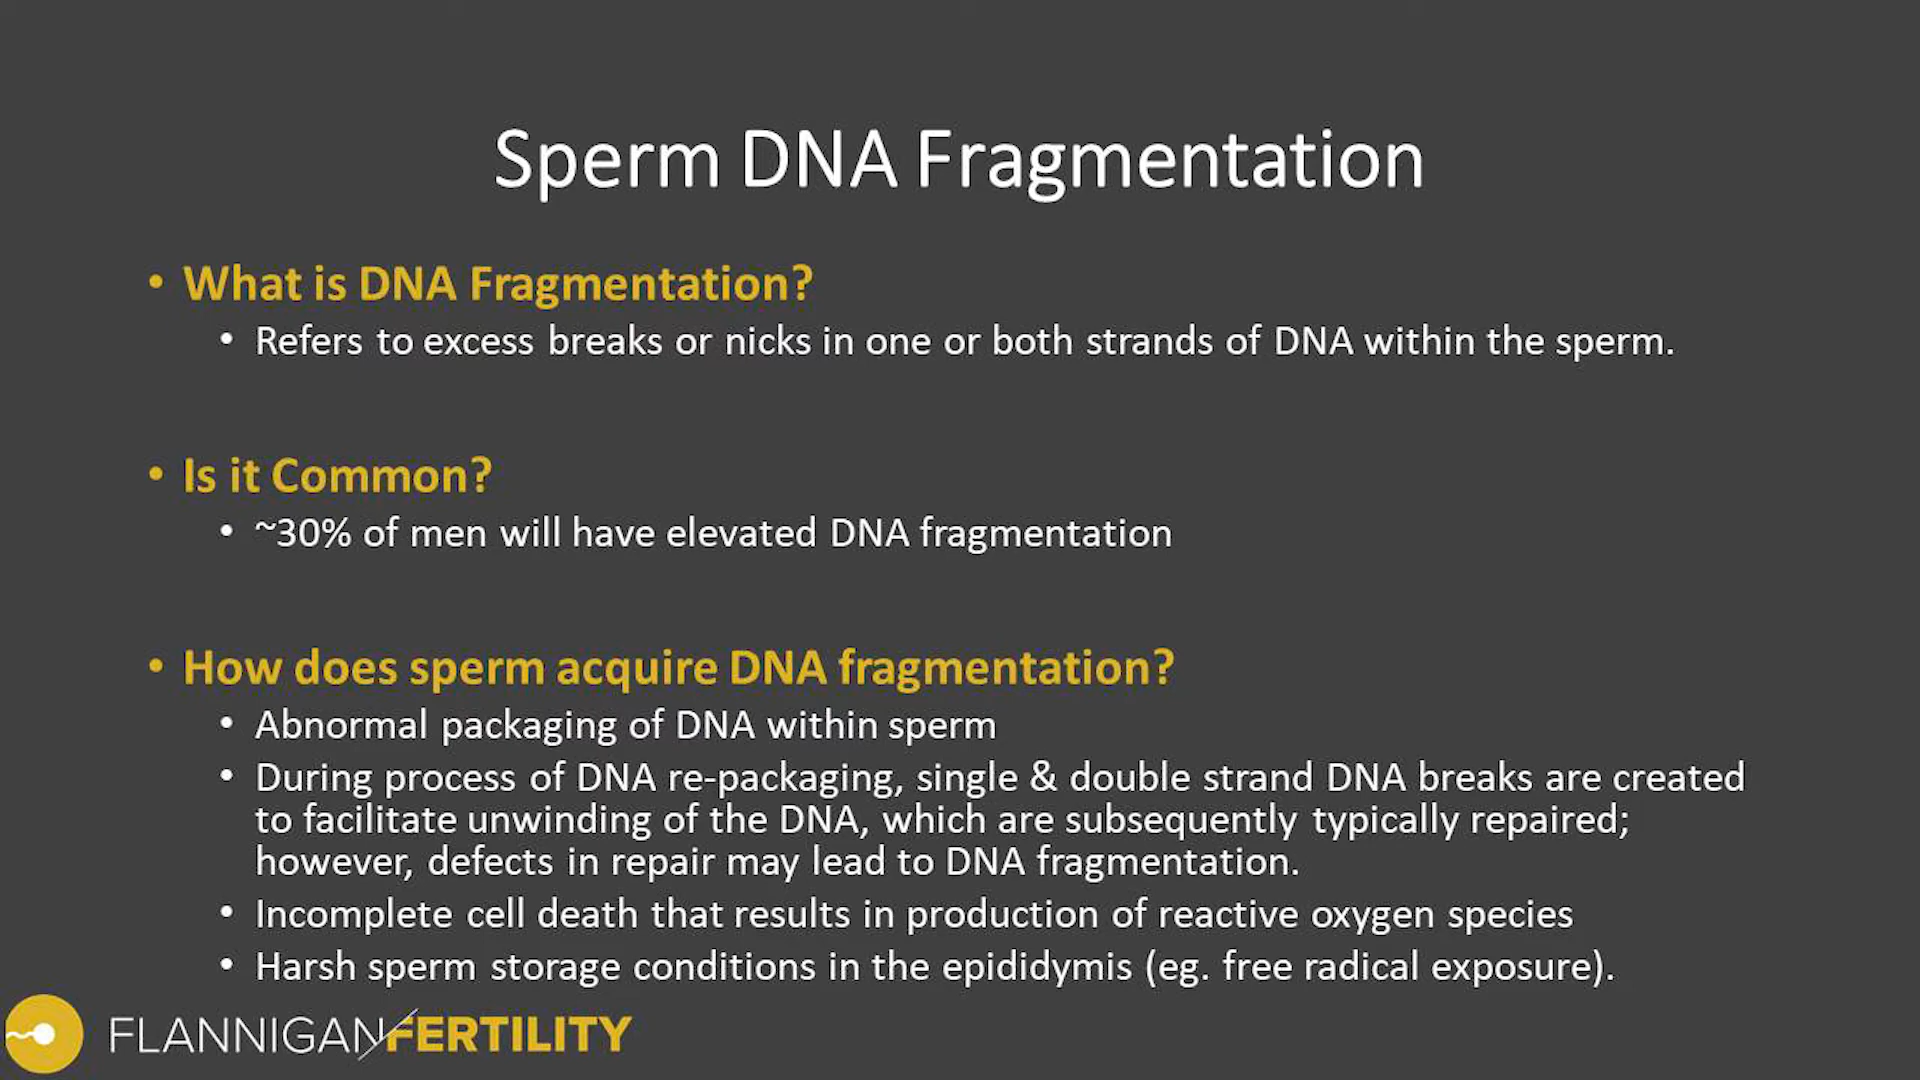 Sperm DNA Fragmentation
• What is DNA Fragmentation?
• Refers to excess breaks or nicks in one or both strands of DNA within the sperm.
• Is it Common?
• ~30% of men will have elevated DNA fragmentation
• How does sperm acquire DNA fragmentation?
• Abnormal packaging of DNA within sperm
• During process of DNA re-packaging, single & double strand DNA breaks are created
to facilitate unwinding of the DNA, which are subsequently typically repaired;
however, defects in repair may lead to DNA fragmentation.
• Incomplete cell death that results in production of reactive oxygen species
• Harsh sperm storage conditions in the epididymis (eg. free radical exposure).
FLANNIGAN/FERTILITY